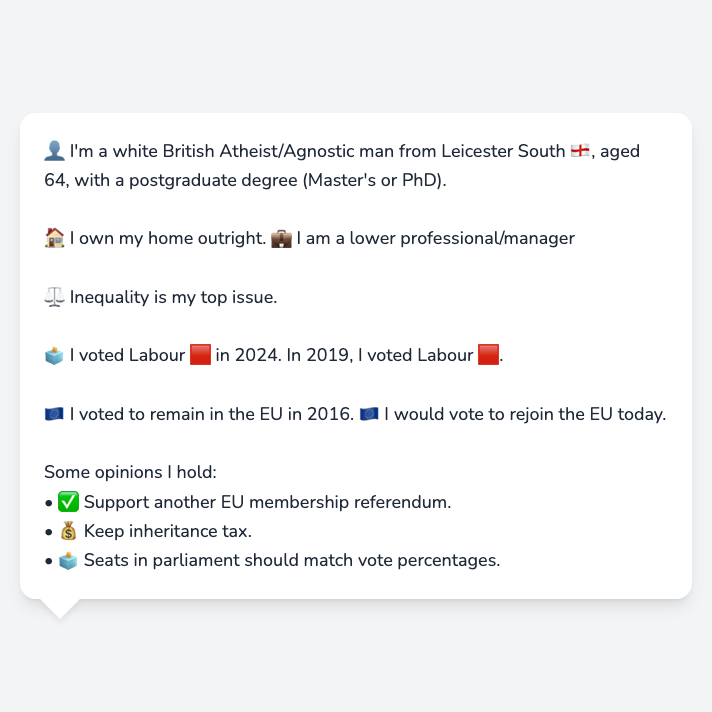 👤 I'm a white British Atheist/Agnostic man from Leicester South 🏴󠁧󠁢󠁥󠁮󠁧󠁿, aged
64, with a postgraduate degree (Master's or PhD).
🏠 I own my home outright. 💼 I am a lower professional/manager
⚖️ Inequality is my top issue.
🗳️ I voted Labour 🟥 in 2024. In 2019, I voted Labour 🟥.
🇪🇺 I voted to remain in the EU in 2016. 🇪🇺 I would vote to rejoin the EU today.
Some opinions I hold:
• ✅ Support another EU membership referendum.
• 💰 Keep inheritance tax.
• 🗳️ Seats in parliament should match vote percentages.